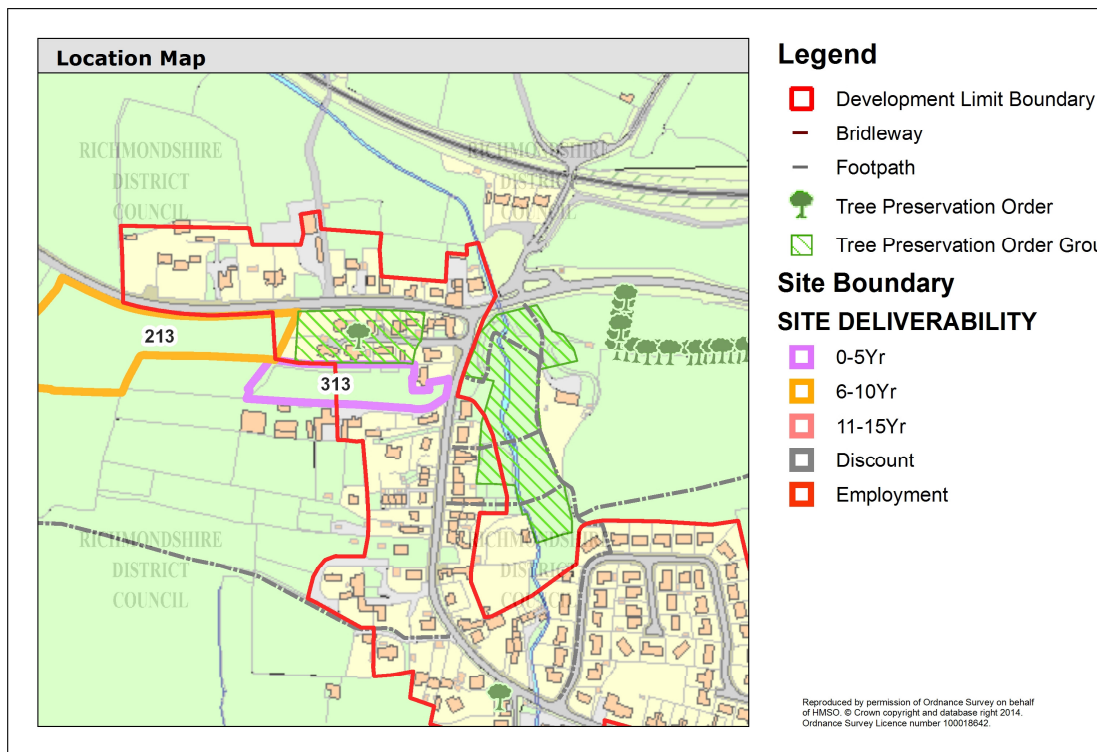 Location Map
RICHMONDSHIRE
DISTRICT
COUNCIL
RICHMONDSHIRE
DISTRICT
COUNCIL
213
313
RICHMONDSHIRE
DISTRICT
COUNCIL
RICHMONDSHIRE
DISTRICT
COUNCIL
Legend
Development Limit Boundary
Bridleway
Footpath
Tree Preservation Order
Tree Preservation Order Grou
Site Boundary
SITE DELIVERABILITY
0-5Yr
6-10Yr
11-15Yr
Discount
Employment
Reproduced by permission of Ordnance Survey on behalf
of HMSO. © Crown copyright and database right 2014.
Ordnance Survey Licence number 100018642.